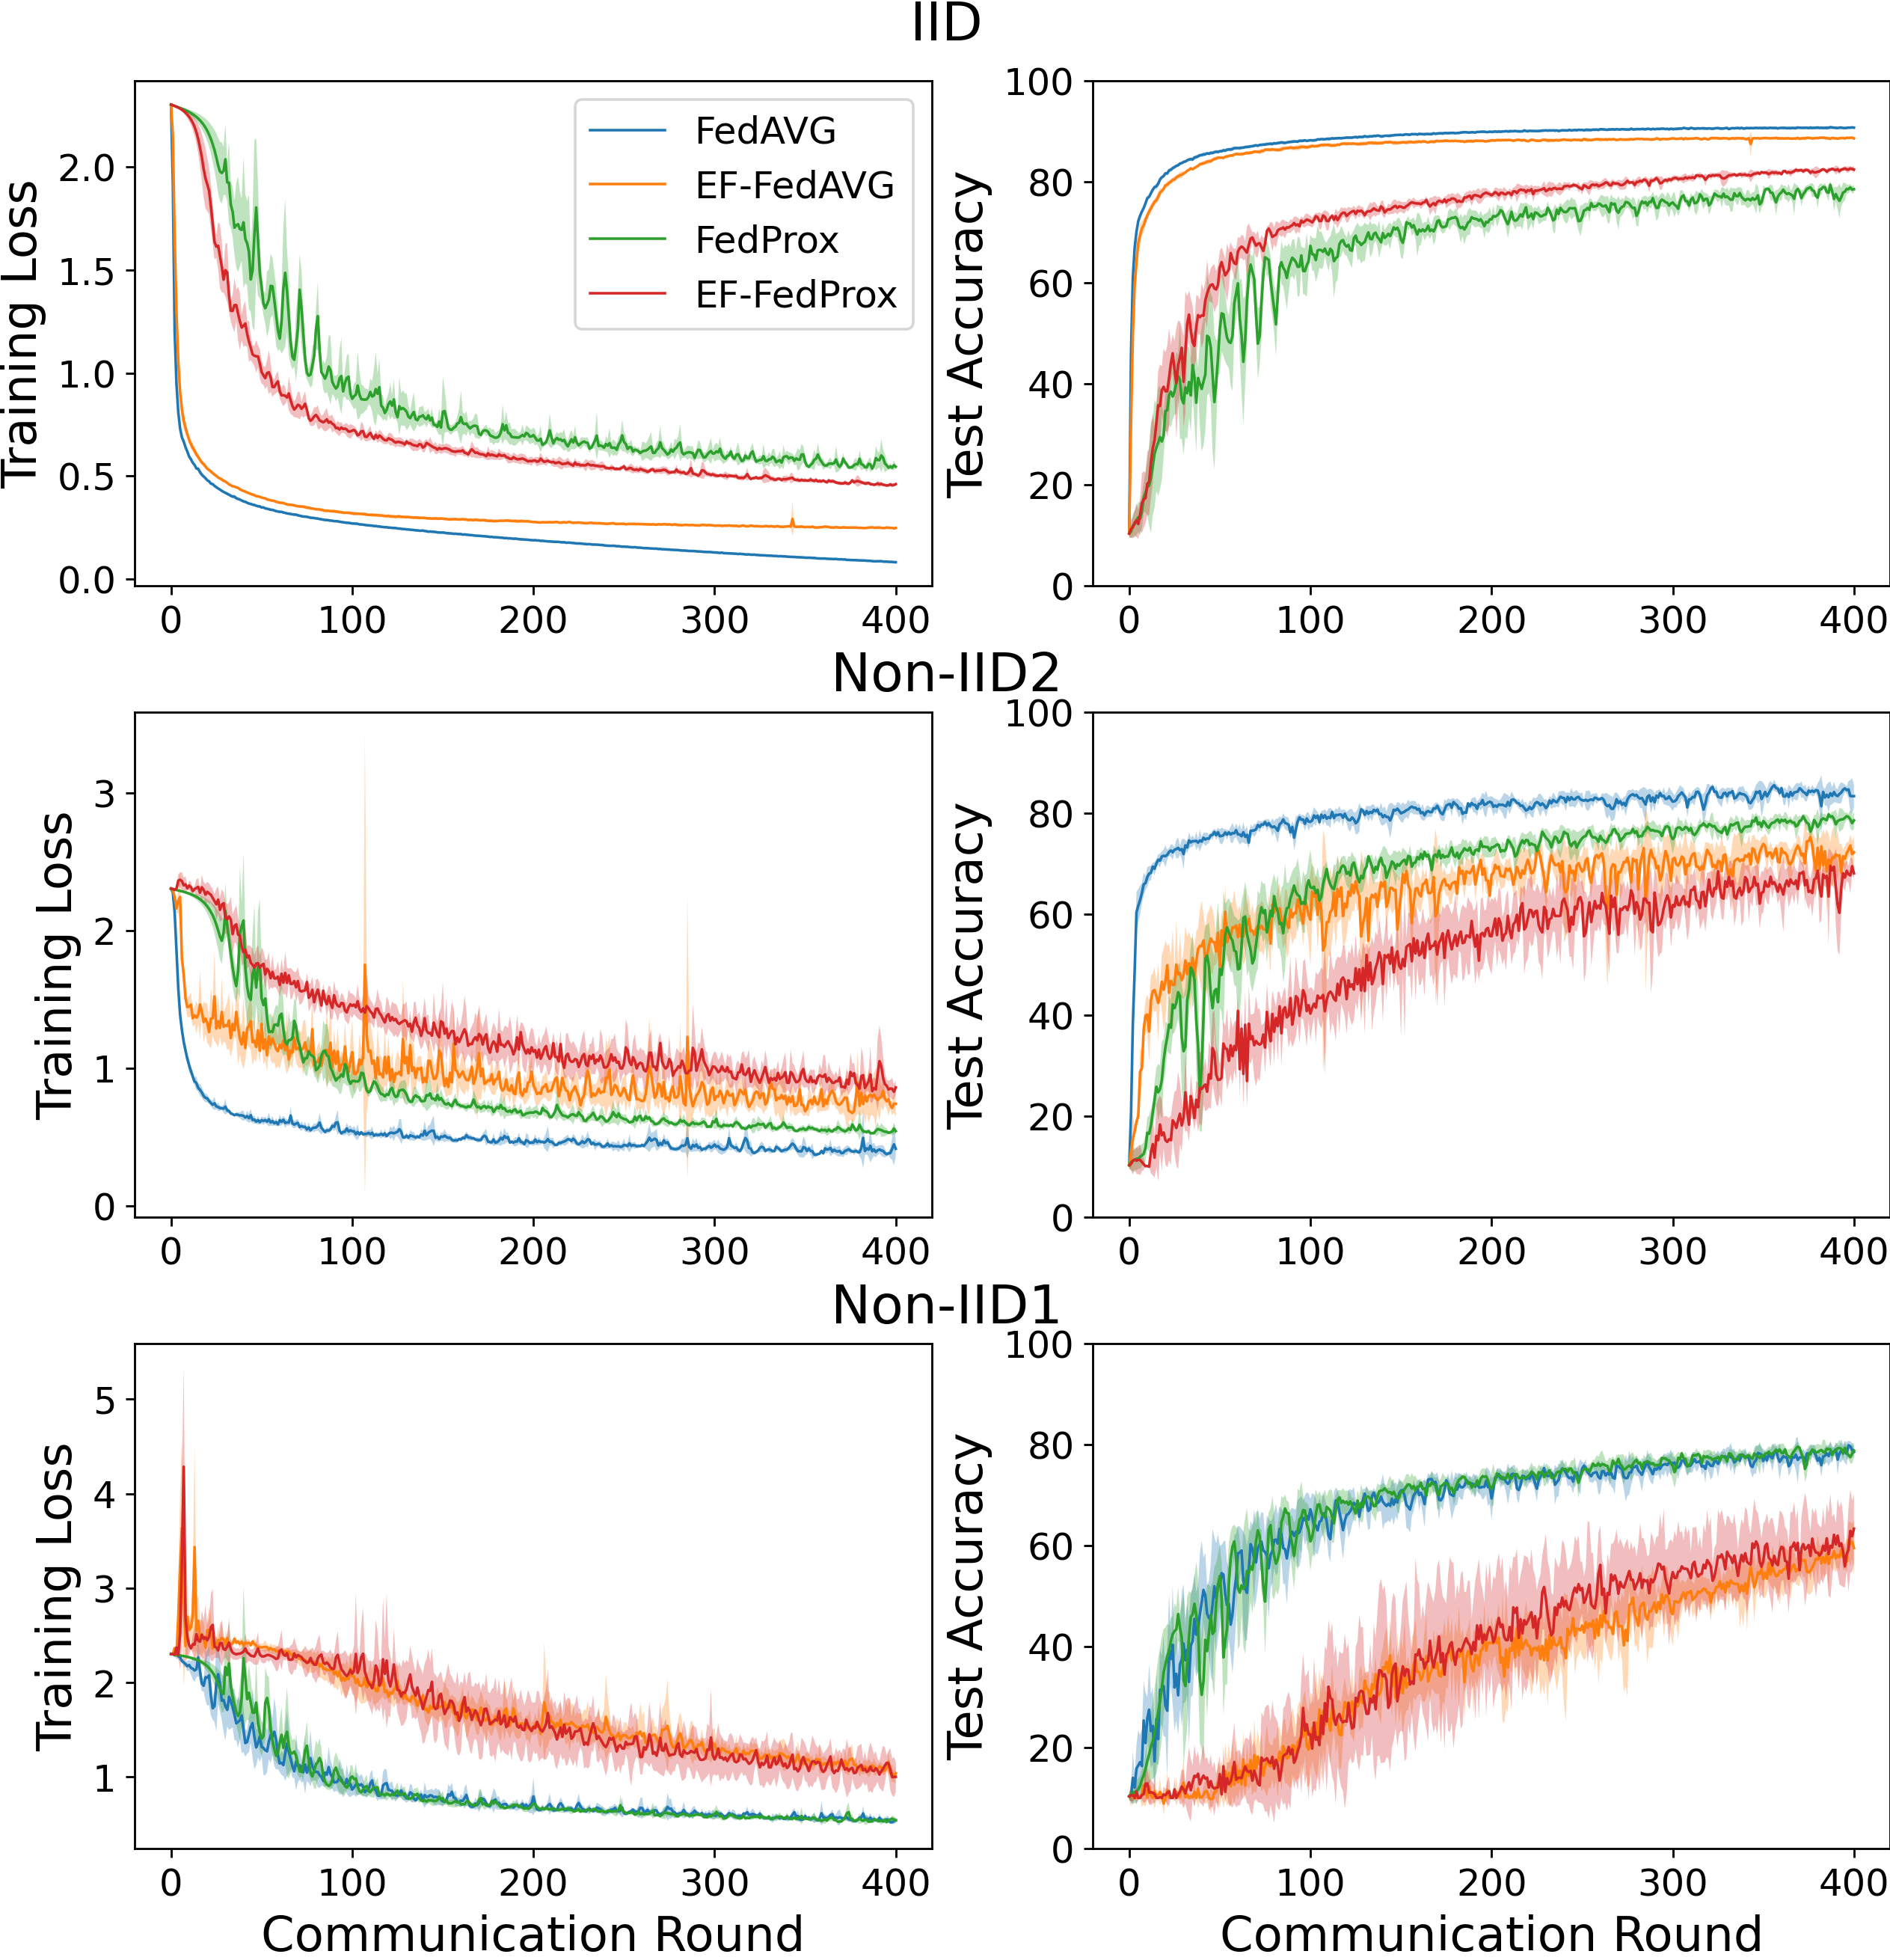 IID
Training Loss
2.0
1.5
1.0
0.5
0.0
FedAVG
EF-FedAVG
FedProx
EF-FedProx
0 100 200 300 400
Test Accuracy
100
80
60
40
20
0
0 100 200 300 400
Non-IID2
Training Loss
3
2
1
0
0 100 200 300 400
Test Accuracy
100
80
60
40
20
0
0 100 200 300 400
Non-IID1
Training Loss
5
4
3
2
1
0 100 200 300 400
Communication Round
Test Accuracy
100
80
60
40
20
0
0 100 200 300 400
Communication Round